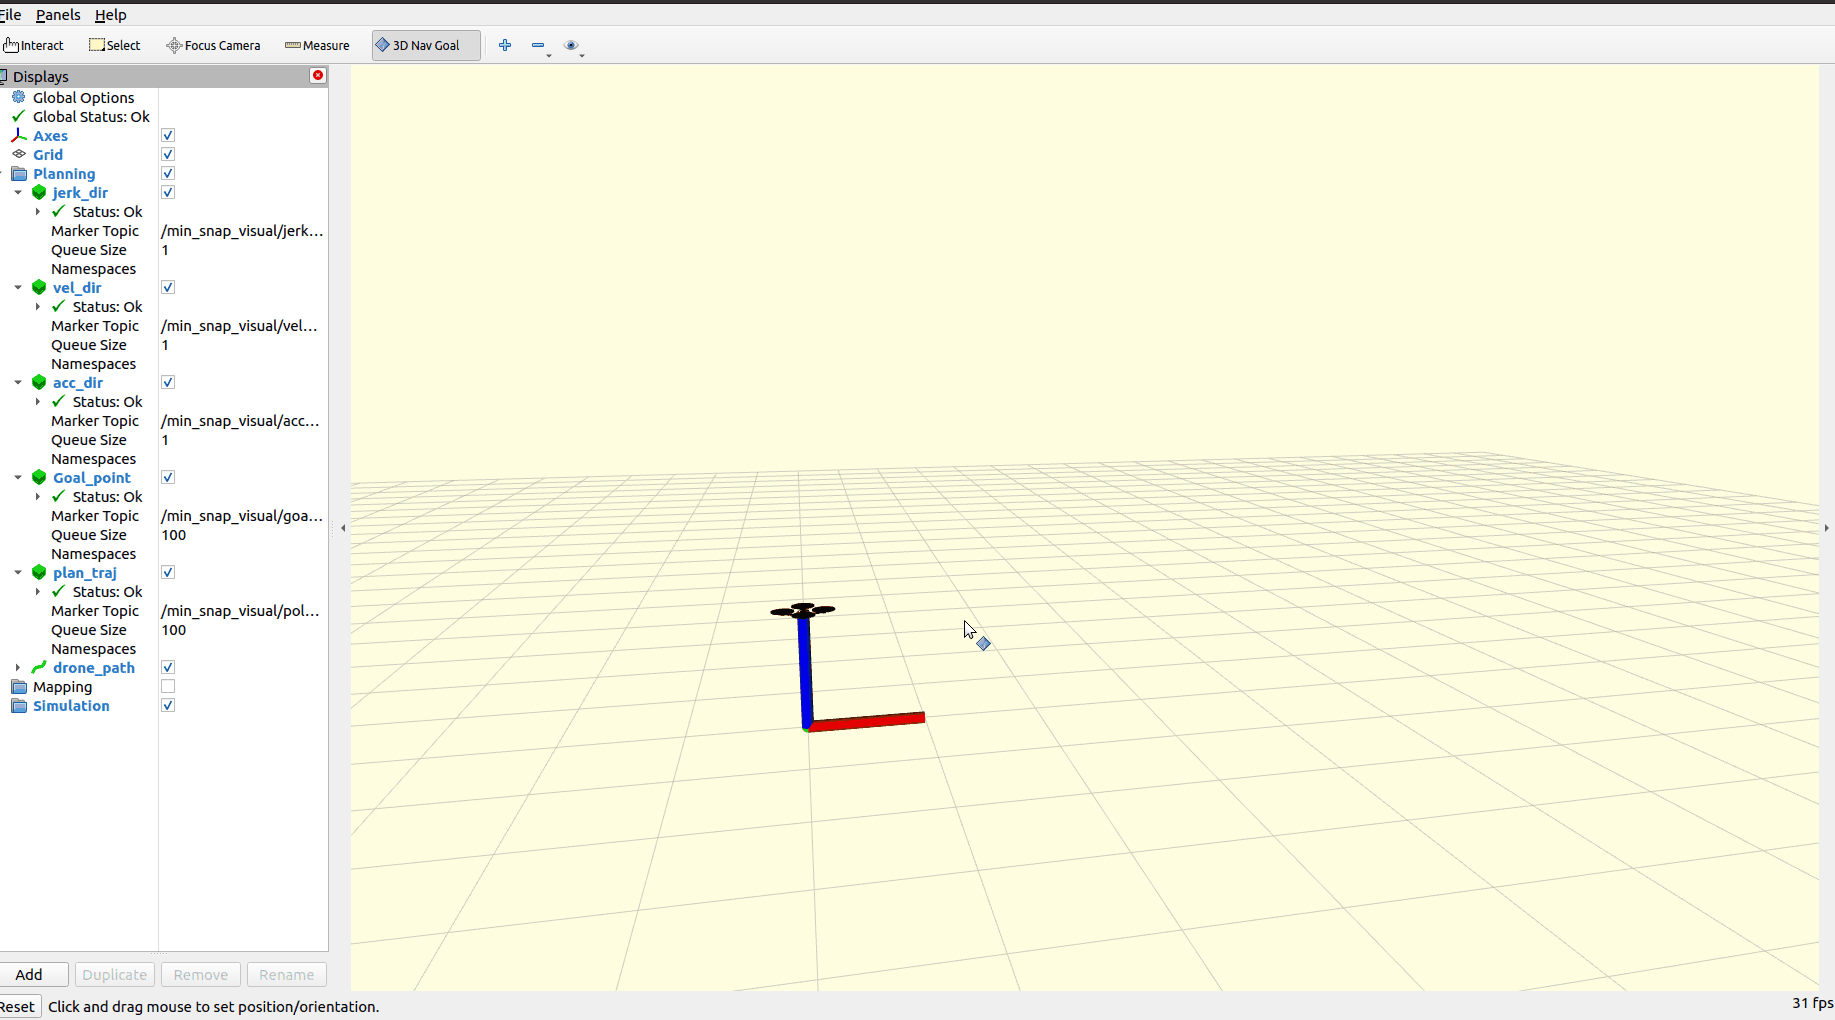 File Panels Help
Interact Select Focus Camera Measure 3D Nav Goal
Displays
Global Options
Global Status: Ok
Axes
Grid
Planning
jerk_dir
Status: Ok
Marker Topic /min_snap_visual/jerk...
Queue Size 1
Namespaces
vel_dir
Status: Ok
Marker Topic /min_snap_visual/vel...
Queue Size 1
Namespaces
acc_dir
Status: Ok
Marker Topic /min_snap_visual/acc...
Queue Size 1
Namespaces
Goal_point
Status: Ok
Marker Topic /min_snap_visual/goa...
Queue Size 100
Namespaces
plan_traj
Status: Ok
Marker Topic /min_snap_visual/pol...
Queue Size 100
Namespaces
drone_path
Mapping
Simulation
Add Duplicate Remove Rename
Reset Click and drag mouse to set position/orientation. 31 fps